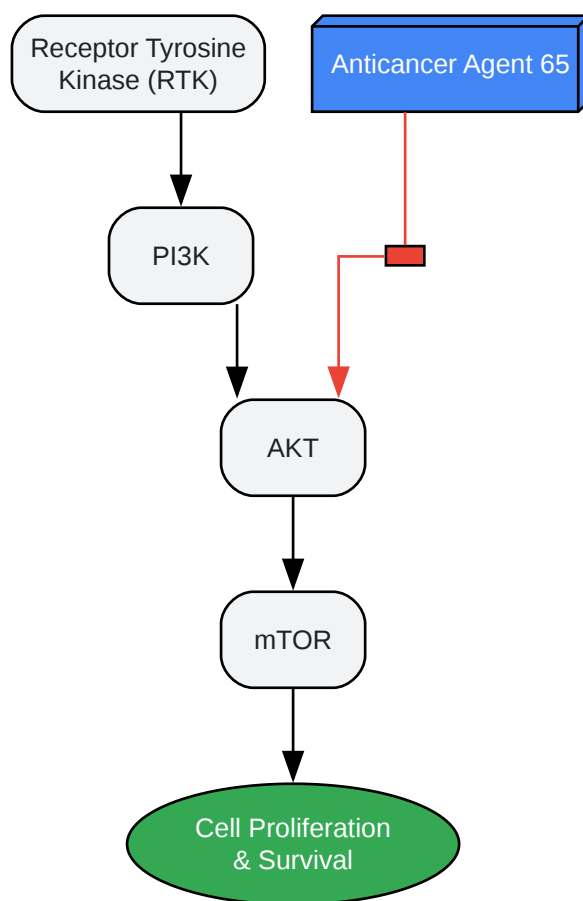 Receptor Tyrosine
Kinase (RTK)
Anticancer Agent 65
PI3K
AKT
mTOR
Cell Proliferation
& Survival